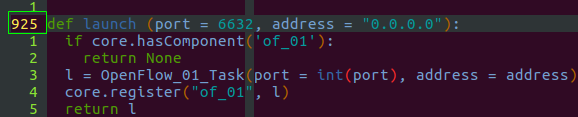 1
925 def launch (port = 6632, address = "0.0.0.0"):
1 if core.hasComponent('of_01'):
2 return None
3 l = OpenFlow_01_Task(port = int(port), address = address)
4 core.register("of_01", l)
5 return l